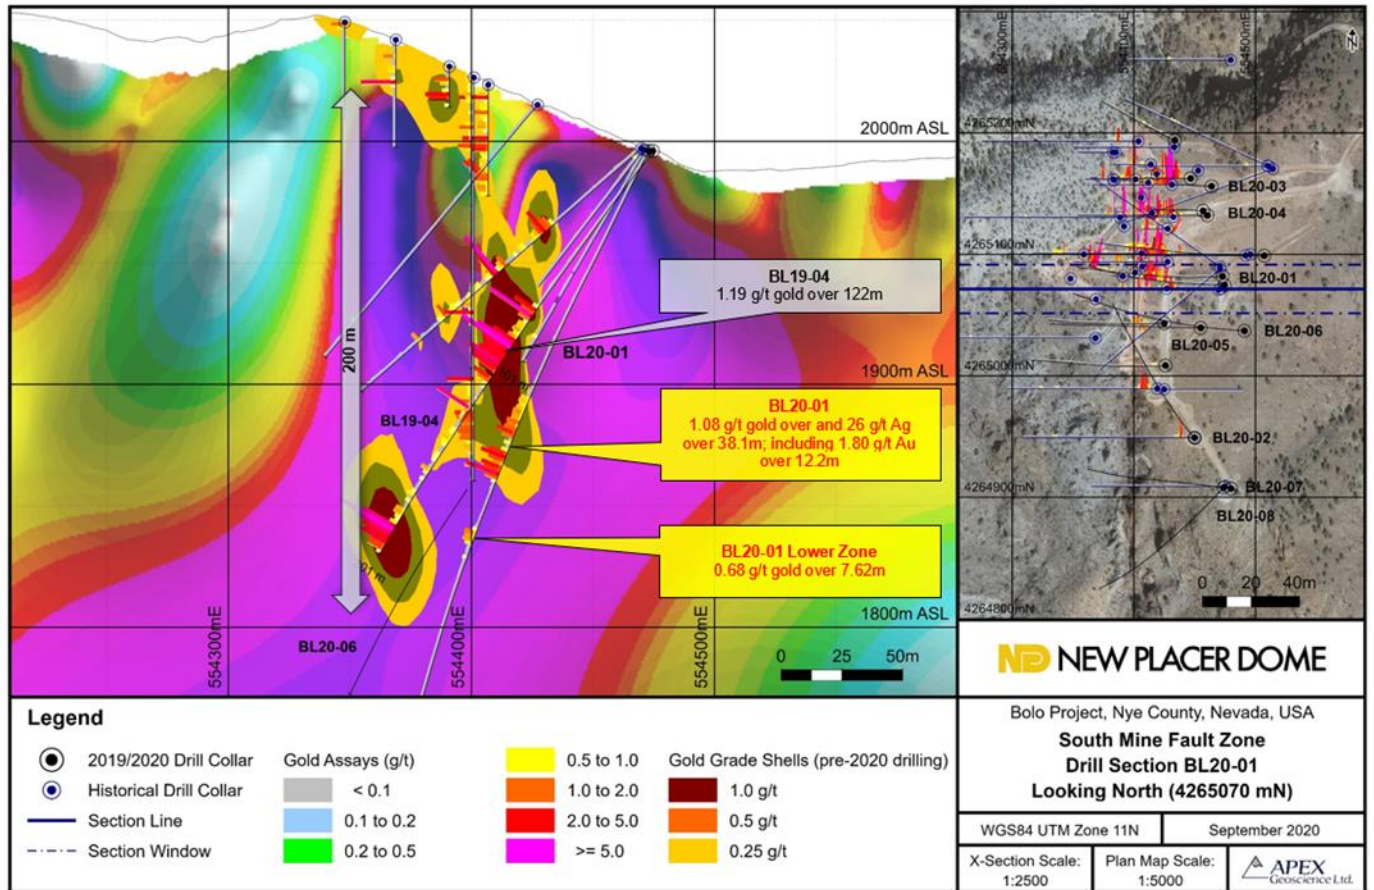 2000m ASL
1900m ASL
1800m ASL
200 m
BL19-04
1.19 g/t gold over 122m
BL20-01
BL20-01
1.08 g/t gold over and 26 g/t Ag
over 38.1m; including 1.80 g/t Au
over 12.2m
BL19-04
BL20-01 Lower Zone
0.68 g/t gold over 7.62m
BL20-06
554300mE
554400mE
554500mE
0 25 50m
554300mE
554400mE
554500mE
N
4265200mN
BL20-03
BL20-04
4265100mN
BL20-01
BL20-06
BL20-05
4265000mN
BL20-02
4264900mN
BL20-07
BL20-08
4264800mN
0 20 40m
ND NEW PLACER DOME
Bolo Project, Nye County, Nevada, USA
South Mine Fault Zone
Drill Section BL20-01
Looking North (4265070 mN)
WGS84 UTM Zone 11N
September 2020
X-Section Scale:
1:2500
Plan Map Scale:
1:5000
APEX
Geoscience Ltd.
Legend
2019/2020 Drill Collar
Historical Drill Collar
Section Line
Section Window
Gold Assays (g/t)
< 0.1
0.1 to 0.2
0.2 to 0.5
0.5 to 1.0
1.0 to 2.0
2.0 to 5.0
>= 5.0
Gold Grade Shells (pre-2020 drilling)
1.0 g/t
0.5 g/t
0.25 g/t